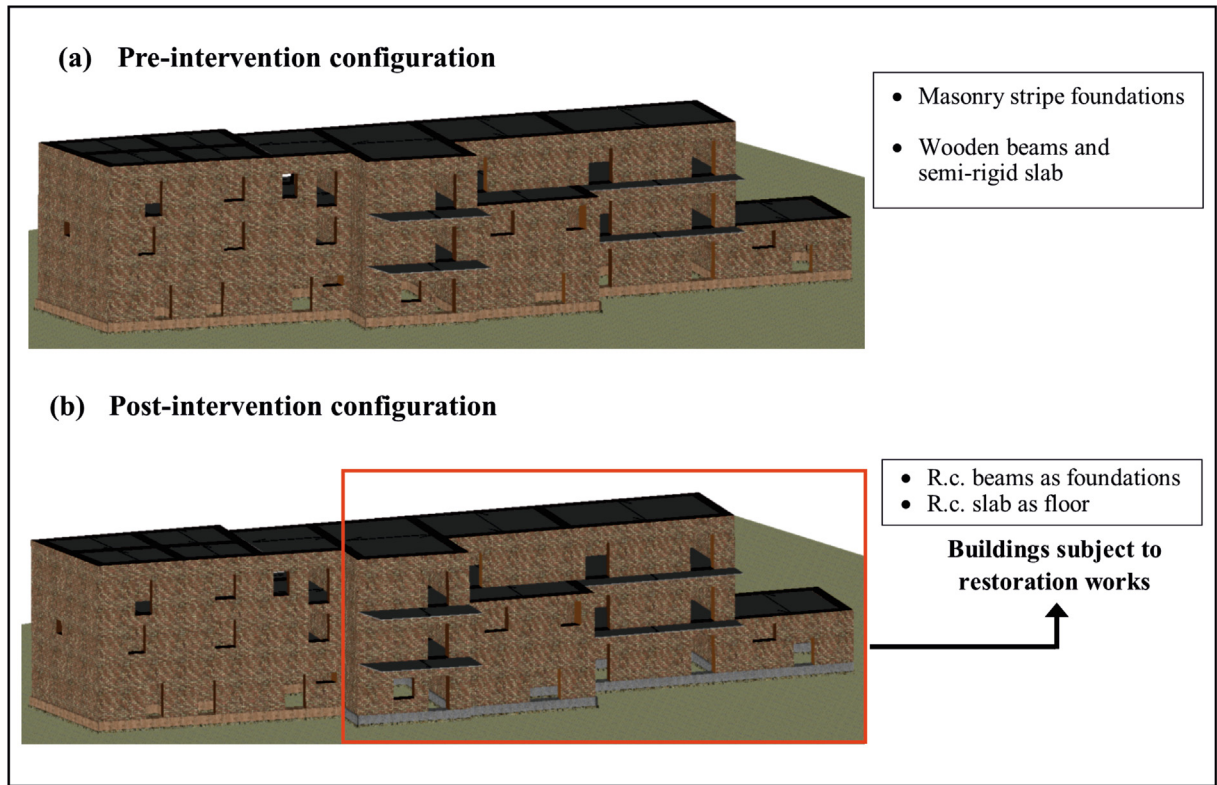 (a) Pre-intervention configuration
• Masonry stripe foundations
• Wooden beams and
semi-rigid slab
(b) Post-intervention configuration
• R.c. beams as foundations
• R.c. slab as floor
Buildings subject to
restoration works